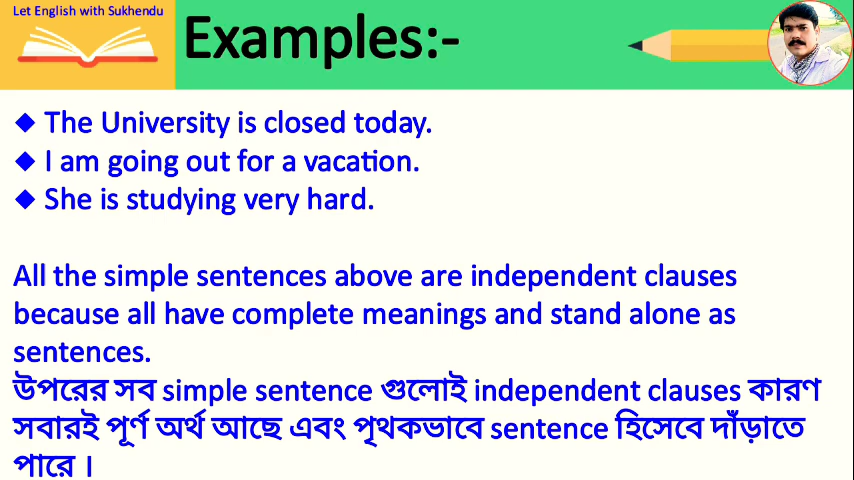 Let English with Sukhendu
Examples:-
◆ The University is closed today.
◆ I am going out for a vacation.
◆ She is studying very hard.
All the simple sentences above are independent clauses
because all have complete meanings and stand alone as
sentences.
উপরের সব simple sentence গুলোই independent clauses কারণ
সবারই পূর্ণ অর্থ আছে এবং পৃথকভাবে sentence হিসেবে দাঁড়াতে
পারে ।